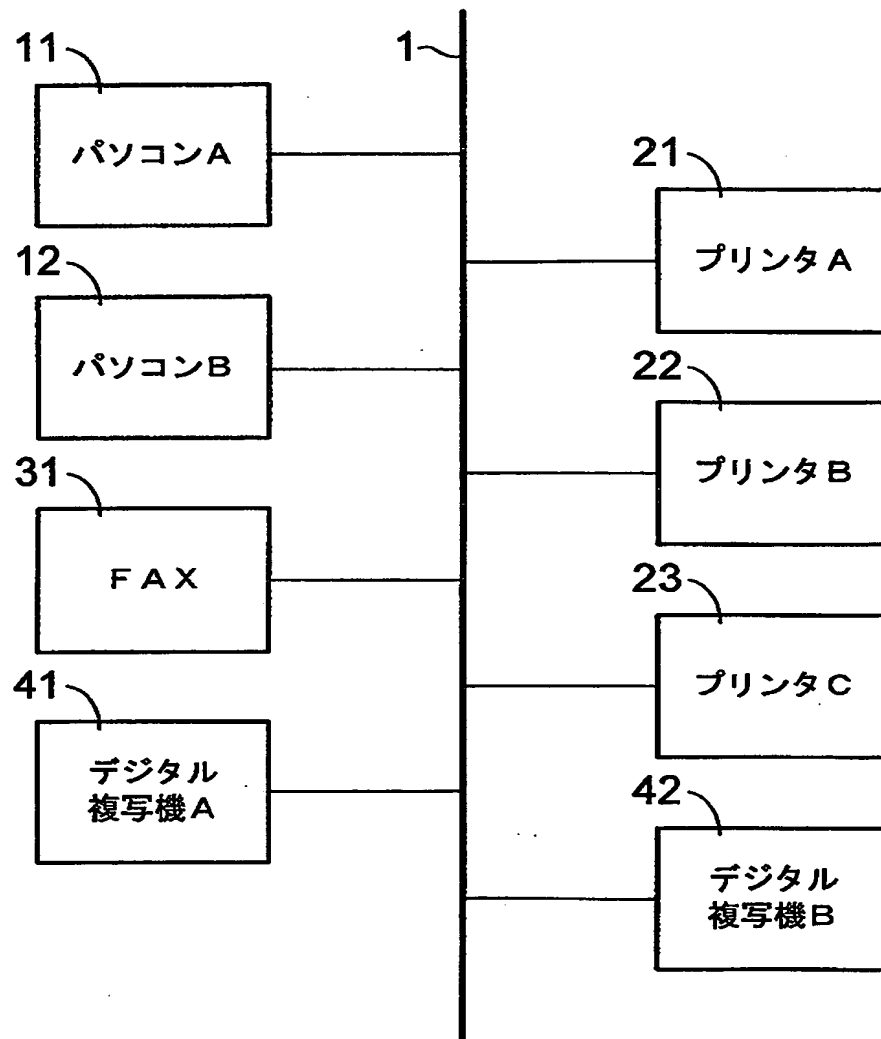 11
パソコンA
12
パソコンB
31
FAX
41
デジタル
複写機A
1
21
プリンタA
22
プリンタB
23
プリンタC
42
デジタル
複写機B